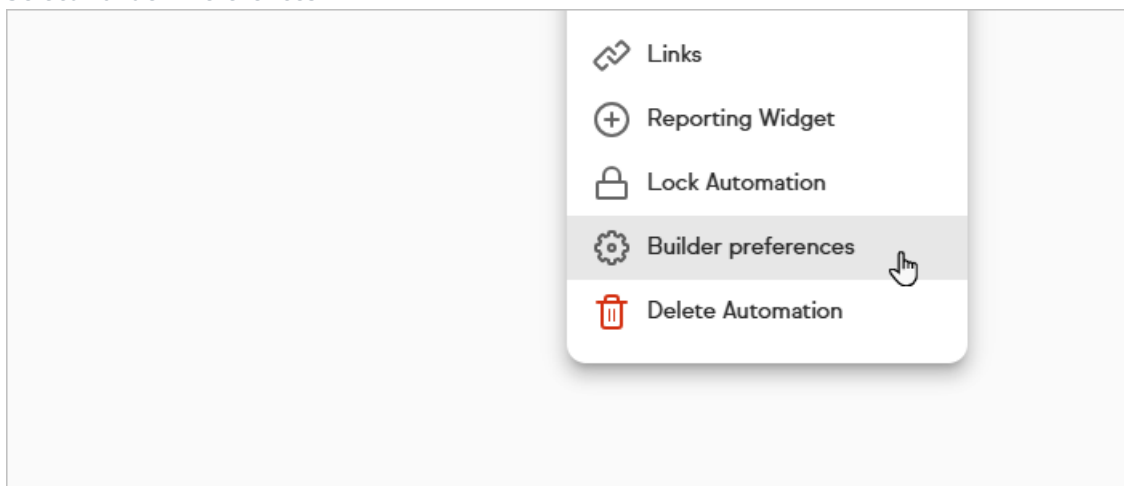 Links
Reporting Widget
Lock Automation
Builder preferences
Delete Automation